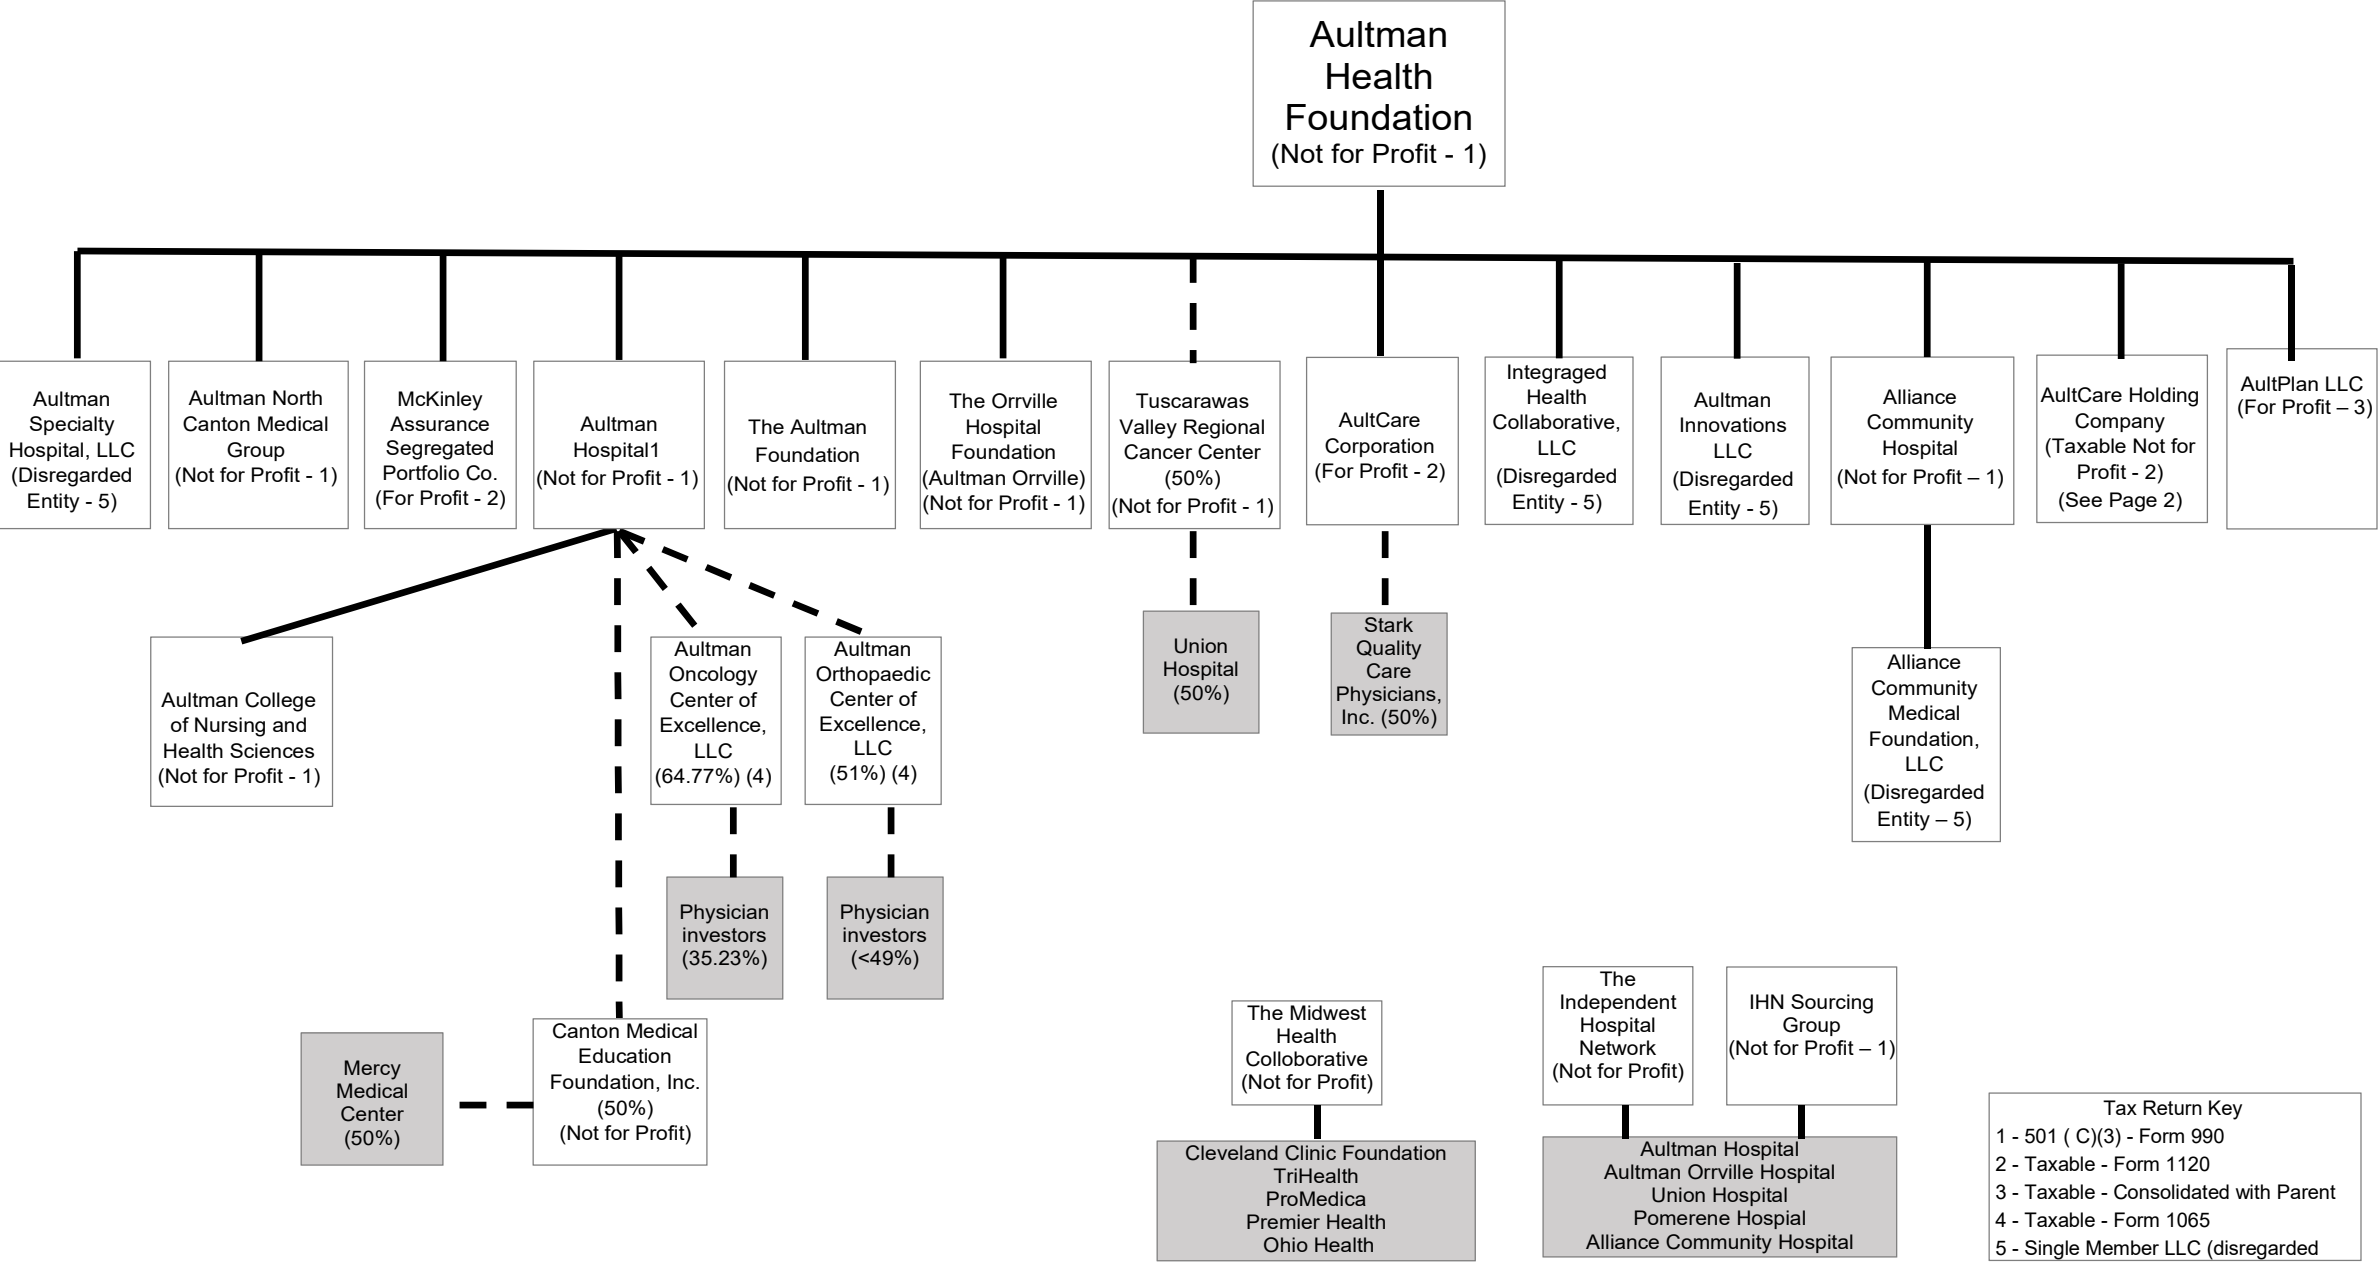 Aultman
Health
Foundation
(Not for Profit - 1)
Aultman
Specialty
Hospital, LLC
(Disregarded
Entity - 5)
Aultman North
Canton Medical
Group
(Not for Profit - 1)
McKinley
Assurance
Segregated
Portfolio Co.
(For Profit - 2)
Aultman
Hospital1
(Not for Profit - 1)
The Aultman
Foundation
(Not for Profit - 1)
The Orrville
Hospital
Foundation
(Aultman Orrville)
(Not for Profit - 1)
Tuscarawas
Valley Regional
Cancer Center
(50%)
(Not for Profit - 1)
AultCare
Corporation
(For Profit - 2)
Integraged
Health
Collaborative,
LLC
(Disregarded
Entity - 5)
Aultman
Innovations
LLC
(Disregarded
Entity - 5)
Alliance
Community
Hospital
(Not for Profit – 1)
AultCare Holding
Company
(Taxable Not for
Profit - 2)
(See Page 2)
AultPlan LLC
(For Profit – 3)
Aultman College
of Nursing and
Health Sciences
(Not for Profit - 1)
Aultman
Oncology
Center of
Excellence,
LLC
(64.77%) (4)
Aultman
Orthopaedic
Center of
Excellence,
LLC
(51%) (4)
Union
Hospital
(50%)
Stark
Quality
Care
Physicians,
Inc. (50%)
Alliance
Community
Medical
Foundation,
LLC
(Disregarded
Entity – 5)
Physician
investors
(35.23%)
Physician
investors
(<49%)
Mercy
Medical
Center
(50%)
Canton Medical
Education
Foundation, Inc.
(50%)
(Not for Profit)
The Midwest
Health
Colloborative
(Not for Profit)
Cleveland Clinic Foundation
TriHealth
ProMedica
Premier Health
Ohio Health
The
Independent
Hospital
Network
(Not for Profit)
IHN Sourcing
Group
(Not for Profit – 1)
Aultman Hospital
Aultman Orrville Hospital
Union Hospital
Pomerene Hospial
Alliance Community Hospital
Tax Return Key
1 - 501 ( C)(3) - Form 990
2 - Taxable - Form 1120
3 - Taxable - Consolidated with Parent
4 - Taxable - Form 1065
5 - Single Member LLC (disregarded